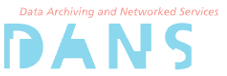 Data Archiving and Networked Services
DANS